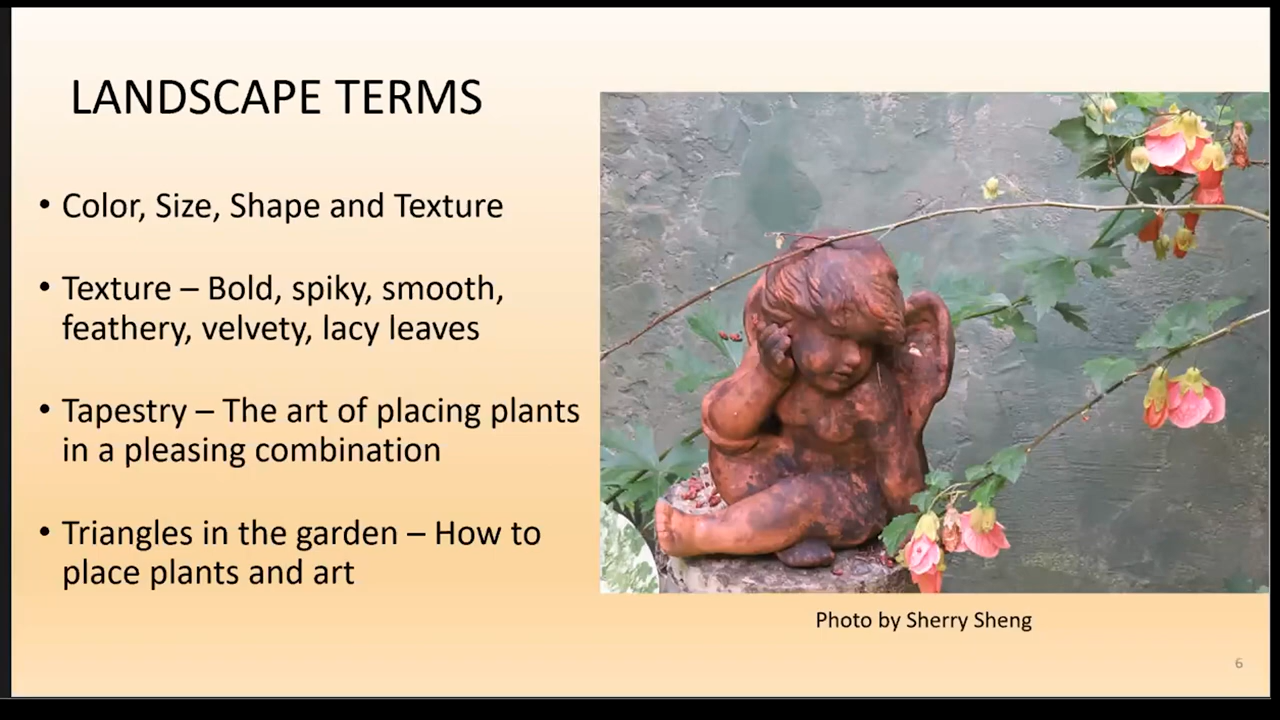 LANDSCAPE TERMS
• Color, Size, Shape and Texture
• Texture – Bold, spiky, smooth,
feathery, velvety, lacy leaves
• Tapestry – The art of placing plants
in a pleasing combination
• Triangles in the garden – How to
place plants and art
Photo by Sherry Sheng
6